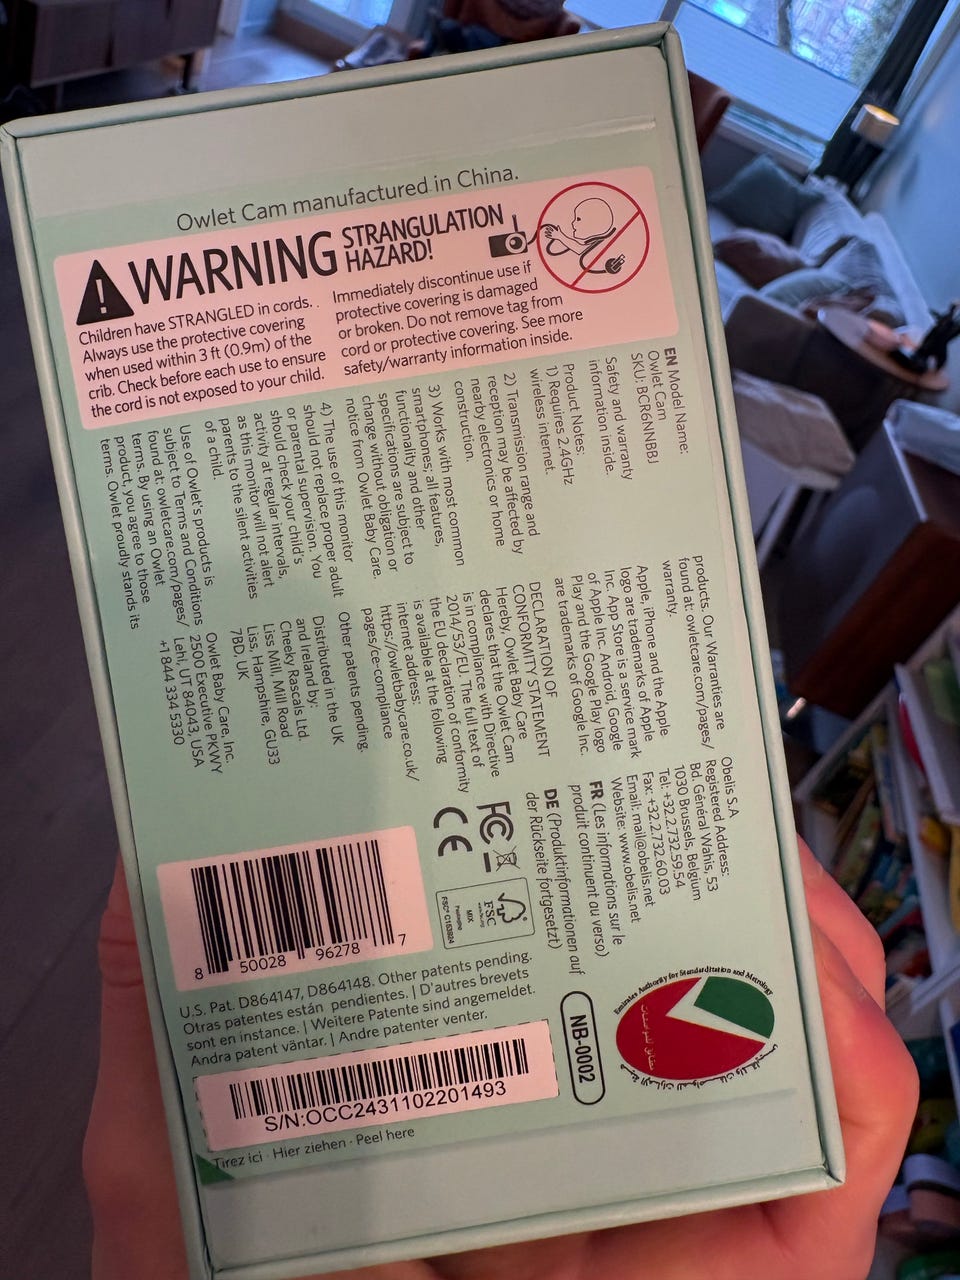 Owlet Cam manufactured in China.
WARNING
STRANGULATION
HAZARD!
Children have STRANGLED in cords.
Always use the protective covering
when used within 3 ft (0.9m) of the
crib. Check before each use to ensure
the cord is not exposed to your child.
Immediately discontinue use if
protective covering is damaged
or broken. Do not remove tag from
cord or protective covering. See more
safety/warranty information inside.
EN Model Name:
Owlet Cam
SKU: BCR6NNBBJ
Safety and warranty
information inside.
Product Notes:
1) Requires 2.4GHz
wireless internet.
2) Transmission range and
reception may be affected by
nearby electronics or home
construction.
3) Works with most common
smartphones; all features,
functionality and other
specifications are subject to
change without obligation or
notice from Owlet Baby Care.
4) The use of this monitor
should not replace proper adult
or parental supervision. You
should check your child's
activity at regular intervals,
as this monitor will not alert
parents to the silent activities
of a child.
Use of Owlet's products is
subject to Terms and Conditions
found at: owletcare.com/pages/
terms. By using an Owlet
product, you agree to those
terms. Owlet proudly stands its
products. Our Warranties are
found at: owletcare.com/pages/
warranty.
Apple, iPhone and the Apple
logo are trademarks of Apple
Inc. App Store is a service mark
of Apple Inc. Android, Google
Play and the Google Play logo
are trademarks of Google Inc.
DECLARATION OF
CONFORMITY STATEMENT
Hereby, Owlet Baby Care
declares that the Owlet Cam
is in compliance with Directive
2014/53/EU. The full text of
the EU declaration of conformity
is available at the following
internet address:
https://owletbabycare.co.uk/
pages/ce-compliance
Other patents pending.
Distributed in the UK
and Ireland by:
Cheeky Rascals Ltd.
Liss Mill, Mill Road
Liss, Hampshire, GU33
7BD, UK
Owlet Baby Care, Inc.
2500 Executive PKWY
Lehi, UT 84043, USA
+1 844 334 5330
Obelis S.A
Registered Address:
Bd. Général Wahis, 53
1030 Brussels, Belgium
Tel: +32.2.732.59.54
Fax: +32.2.732.60.03
Email: mail@obelis.net
Website: www.obelis.net
FR (Les informations sur le
produit continuent au verso)
DE (Produktinformationen auf
der Rückseite fortgesetzt)
FC
CE
FSC
www.fsc.org
MIX
Packaging
FSC® C163924
8 50028 96278 7
U.S. Pat. D864147, D864148. Other patents pending.
Otras patentes están pendientes. | D'autres brevets
sont en instance. | Weitere Patente sind angemeldet.
Andra patent väntar. | Andre patenter venter.
S/N:OCC2431102201493
Tirez ici · Hier ziehen · Peel here
NB-0002
Emirates Authority for Standardization and Metrology